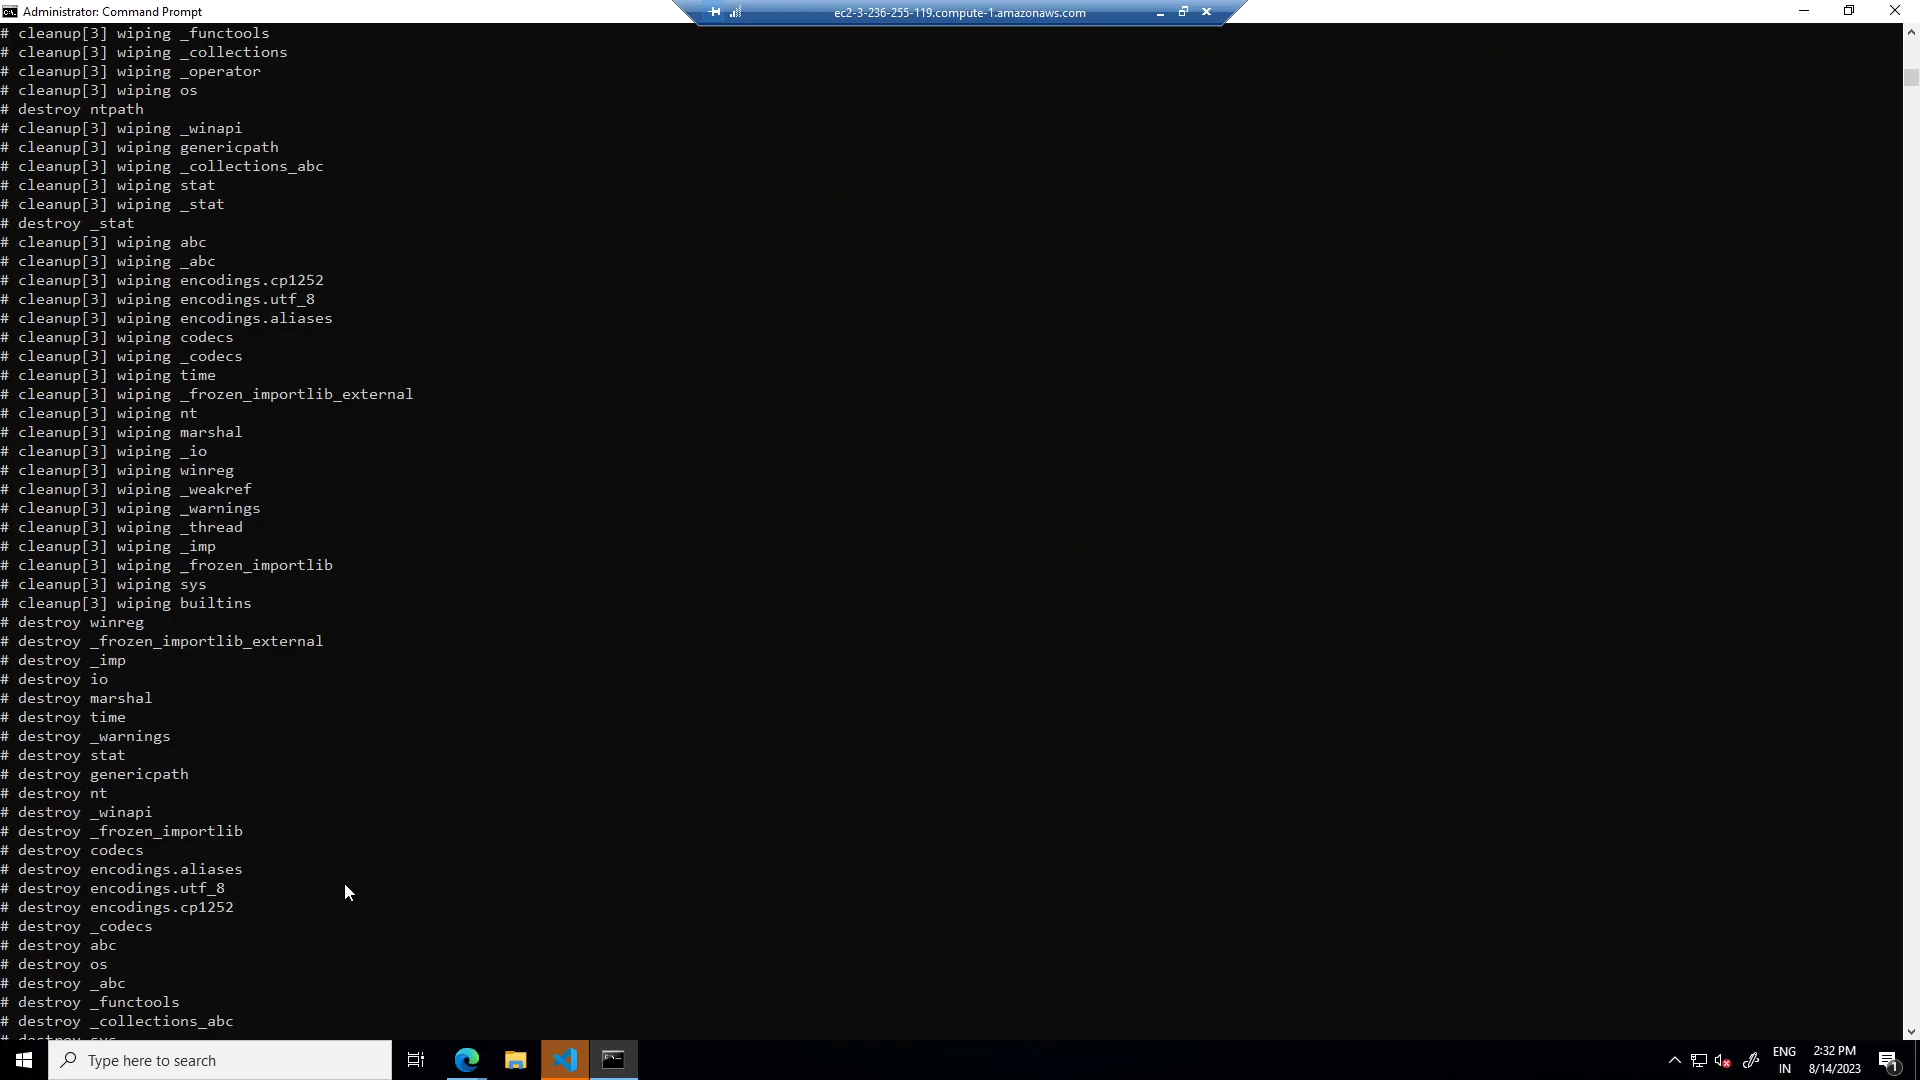 Administrator: Command Prompt
ec2-3-236-255-119.compute-1.amazonaws.com
# cleanup[3] wiping _functools
# cleanup[3] wiping _collections
# cleanup[3] wiping _operator
# cleanup[3] wiping os
# destroy ntpath
# cleanup[3] wiping _winapi
# cleanup[3] wiping genericpath
# cleanup[3] wiping _collections_abc
# cleanup[3] wiping stat
# cleanup[3] wiping _stat
# destroy _stat
# cleanup[3] wiping abc
# cleanup[3] wiping _abc
# cleanup[3] wiping encodings.cp1252
# cleanup[3] wiping encodings.utf_8
# cleanup[3] wiping encodings.aliases
# cleanup[3] wiping codecs
# cleanup[3] wiping _codecs
# cleanup[3] wiping time
# cleanup[3] wiping _frozen_importlib_external
# cleanup[3] wiping nt
# cleanup[3] wiping marshal
# cleanup[3] wiping _io
# cleanup[3] wiping winreg
# cleanup[3] wiping _weakref
# cleanup[3] wiping _warnings
# cleanup[3] wiping _thread
# cleanup[3] wiping _imp
# cleanup[3] wiping _frozen_importlib
# cleanup[3] wiping sys
# cleanup[3] wiping builtins
# destroy winreg
# destroy _frozen_importlib_external
# destroy _imp
# destroy io
# destroy marshal
# destroy time
# destroy _warnings
# destroy stat
# destroy genericpath
# destroy nt
# destroy _winapi
# destroy _frozen_importlib
# destroy codecs
# destroy encodings.aliases
# destroy encodings.utf_8
# destroy encodings.cp1252
# destroy _codecs
# destroy abc
# destroy os
# destroy _abc
# destroy _functools
# destroy _collections_abc
# destroy sys
Type here to search
ENG
IN
2:32 PM
8/14/2023
1